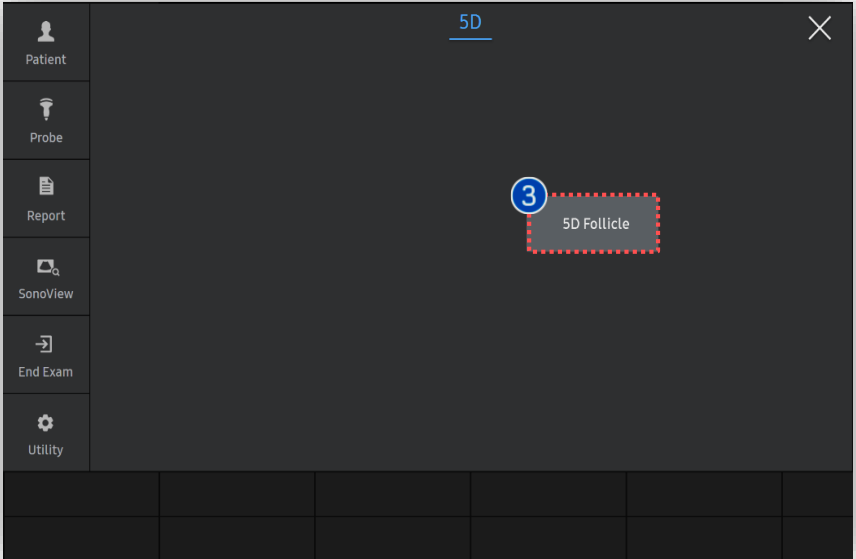 5D
Patient
Probe
Report
SonoView
End Exam
Utility
3
5D Follicle